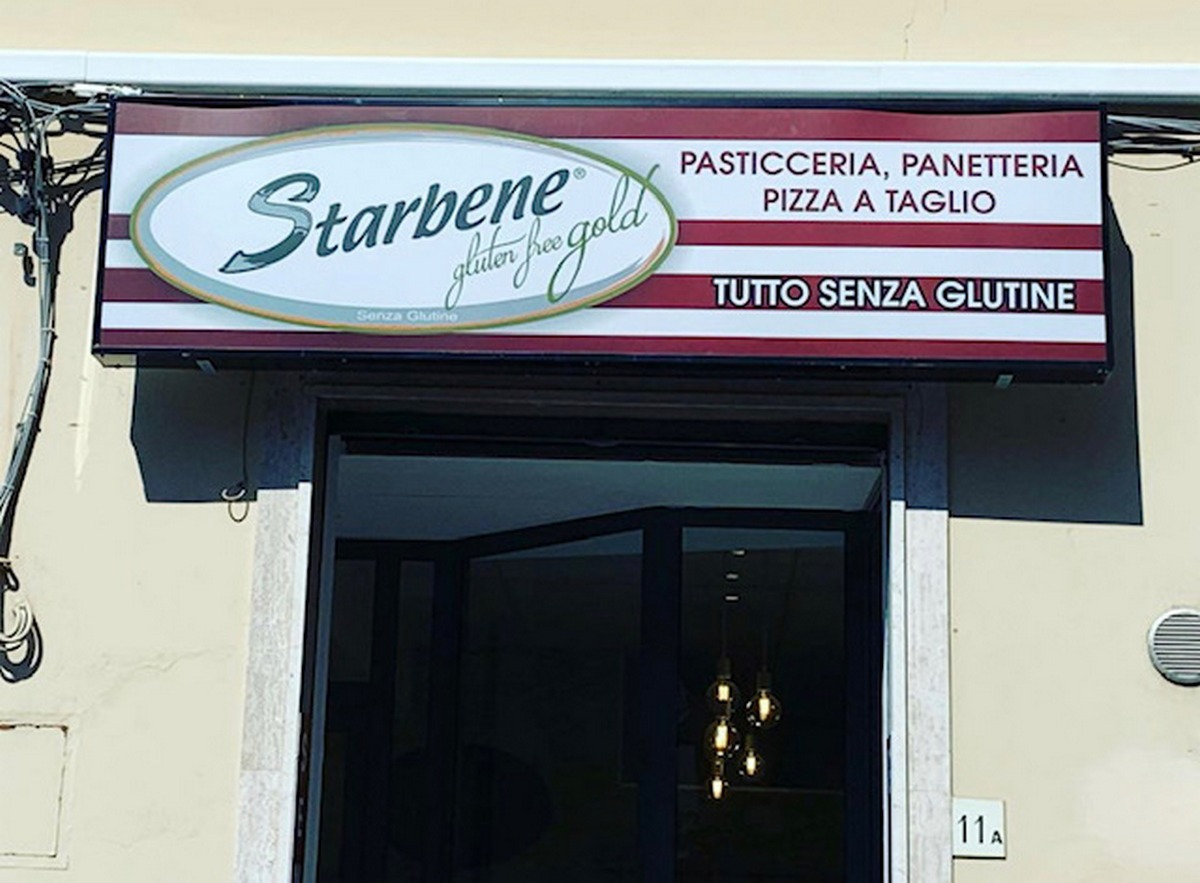 Starbene®
gluten free gold
Senza Glutine
PASTICCERIA, PANETTERIA
PIZZA A TAGLIO
TUTTO SENZA GLUTINE
11A